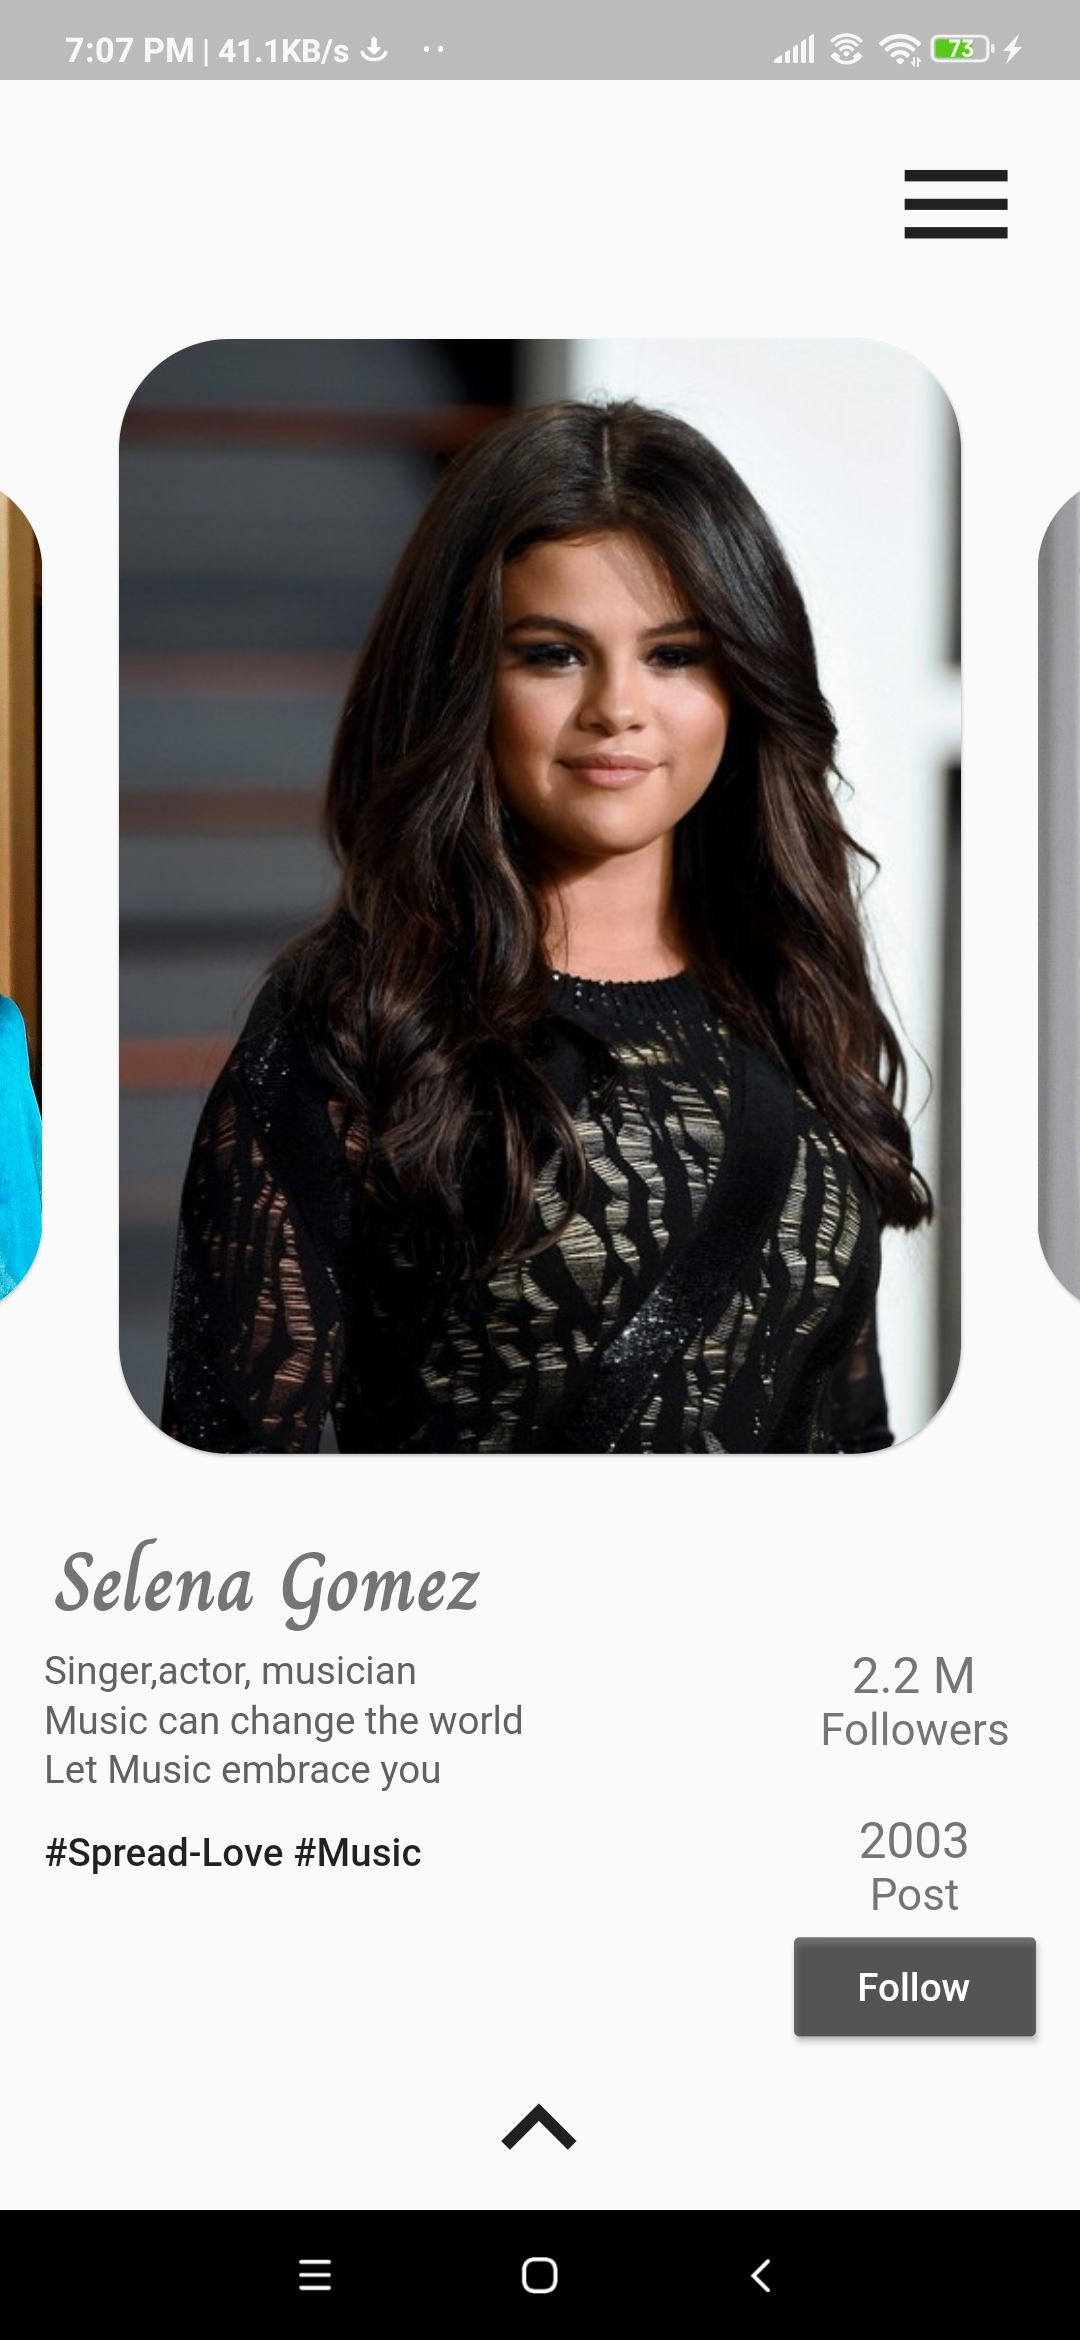 7:07 PM | 41.1KB/s
73
Selena Gomez
Singer,actor, musician
Music can change the world
Let Music embrace you
#Spread-Love #Music
2.2 M
Followers
2003
Post
Follow